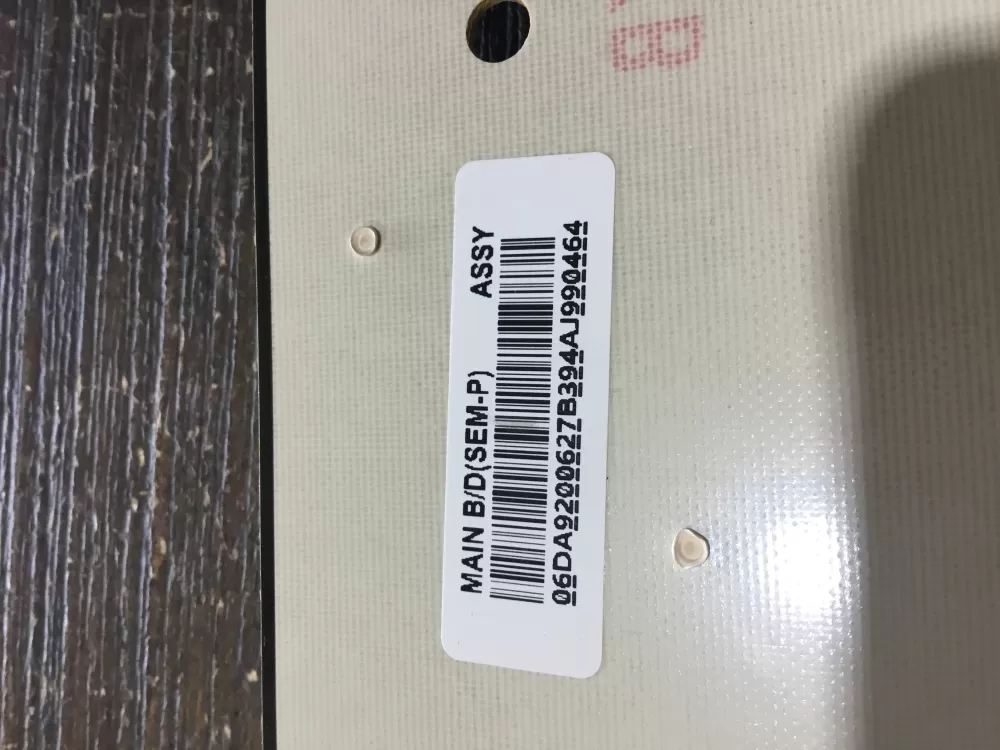 MAIN B/D(SEM-P) ASSY
06DA9200627B394AJ990464
B